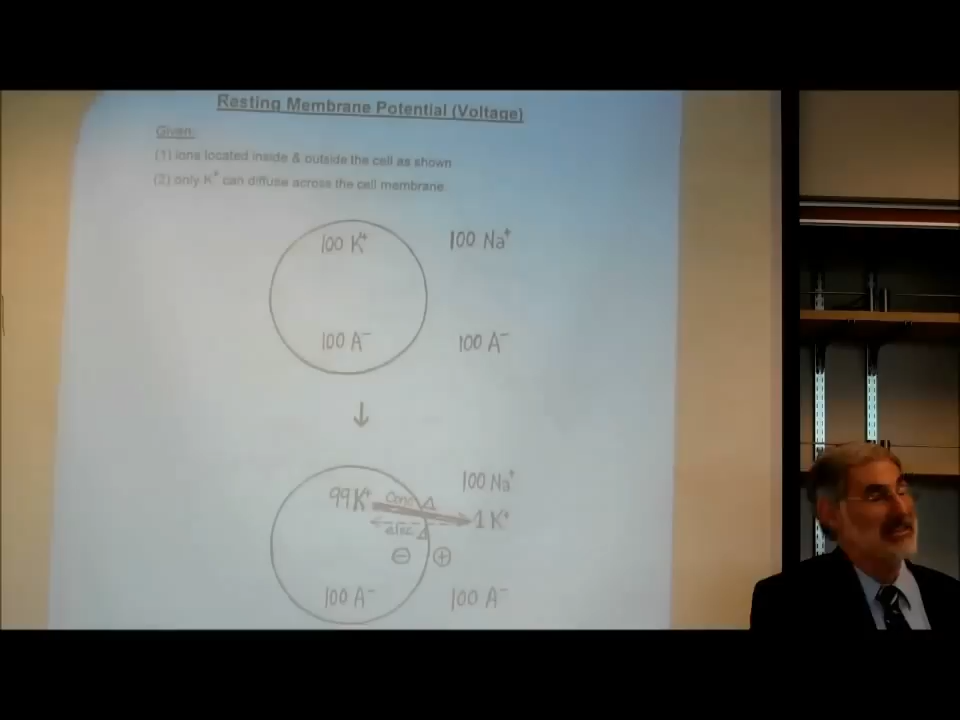 Resting Membrane Potential (Voltage)
Given:
(1) ions located inside & outside the cell as shown
(2) only K⁺ can diffuse across the cell membrane
100 K⁺ 100 Na⁺
100 A⁻ 100 A⁻
100 Na⁺
99 K⁺ Conc Δ 1 K⁺
elec Δ
⊖ ⊕
100 A⁻ 100 A⁻